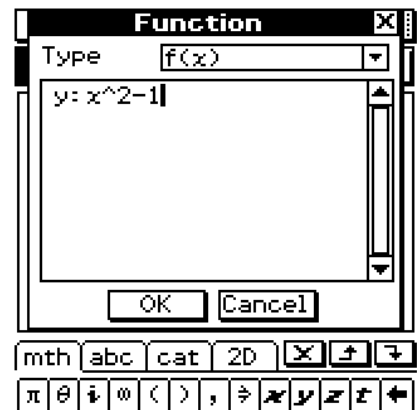 Function X
Type f(x)
y:x^2-1
OK Cancel
mth abc cat 2D
π θ i ∞ ( ) , ⇒ x y z t ←